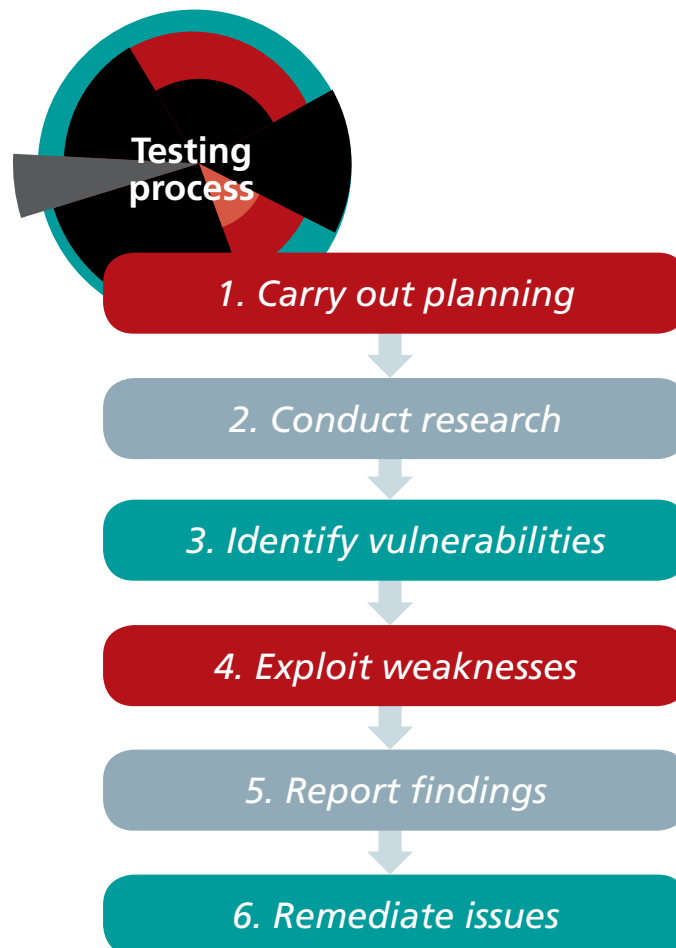 Testing
process
1. Carry out planning
2. Conduct research
3. Identify vulnerabilities
4. Exploit weaknesses
5. Report findings
6. Remediate issues